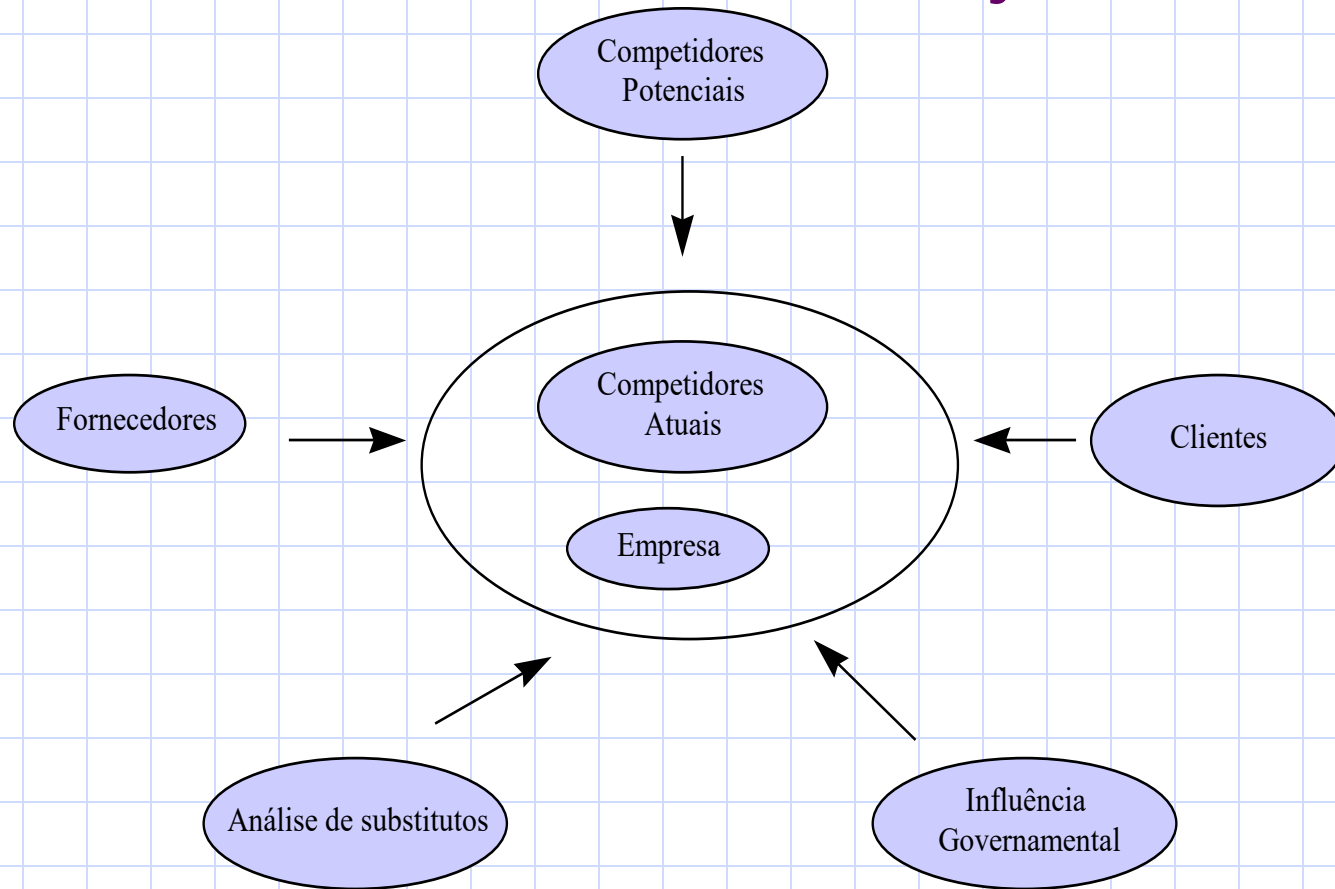 Competidores
Potenciais
Competidores
Atuais
Fornecedores
Clientes
Empresa
Análise de substitutos
Influência
Governamental